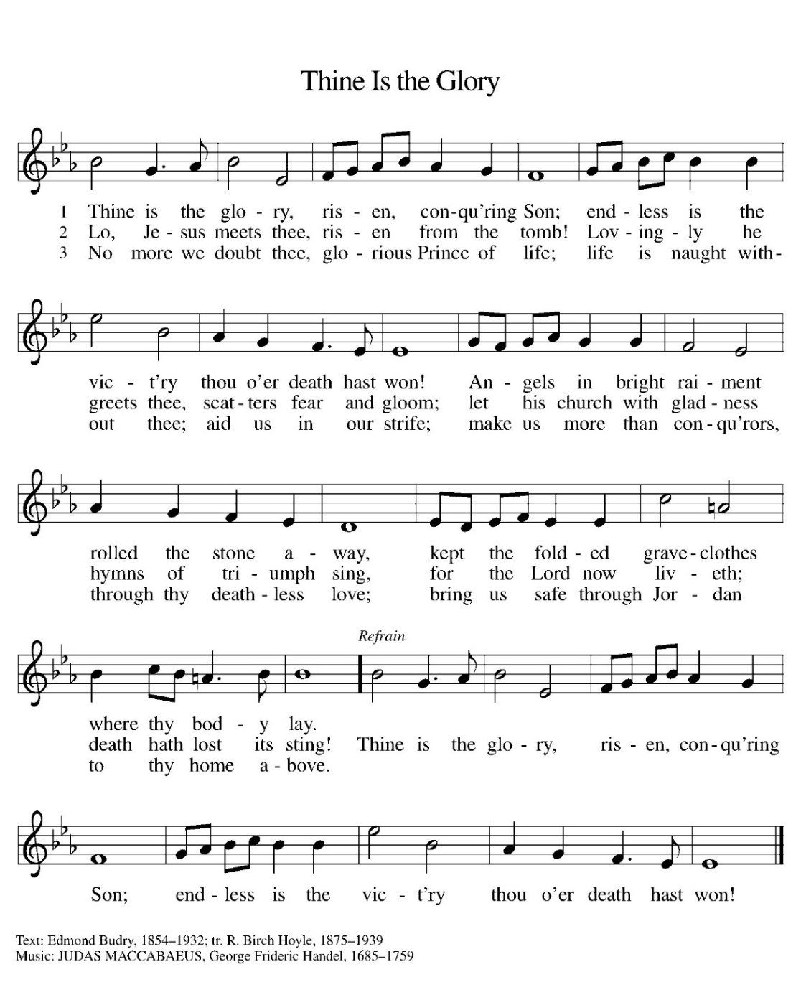 Thine Is the Glory
1 Thine is the glo - ry, ris - en, con-qu'ring Son; end - less is the
2 Lo, Je - sus meets thee, ris - en from the tomb! Lov - ing - ly he
3 No more we doubt thee, glo - rious Prince of life; life is naught with-
vic - t'ry thou o'er death hast won! An - gels in bright rai - ment
greets thee, scat - ters fear and gloom; let his church with glad - ness
out thee; aid us in our strife; make us more than con - qu'rors,
rolled the stone a - way, kept the fold - ed grave - clothes
hymns of tri - umph sing, for the Lord now liv - eth;
through thy death - less love; bring us safe through Jor - dan
Refrain
where thy bod - y lay.
death hath lost its sting! Thine is the glo - ry, ris - en, con - qu'ring
to thy home a - bove.
Son; end - less is the vic - t'ry thou o'er death hast won!
Text: Edmond Budry, 1854–1932; tr. R. Birch Hoyle, 1875–1939
Music: JUDAS MACCABAEUS, George Frideric Handel, 1685–1759